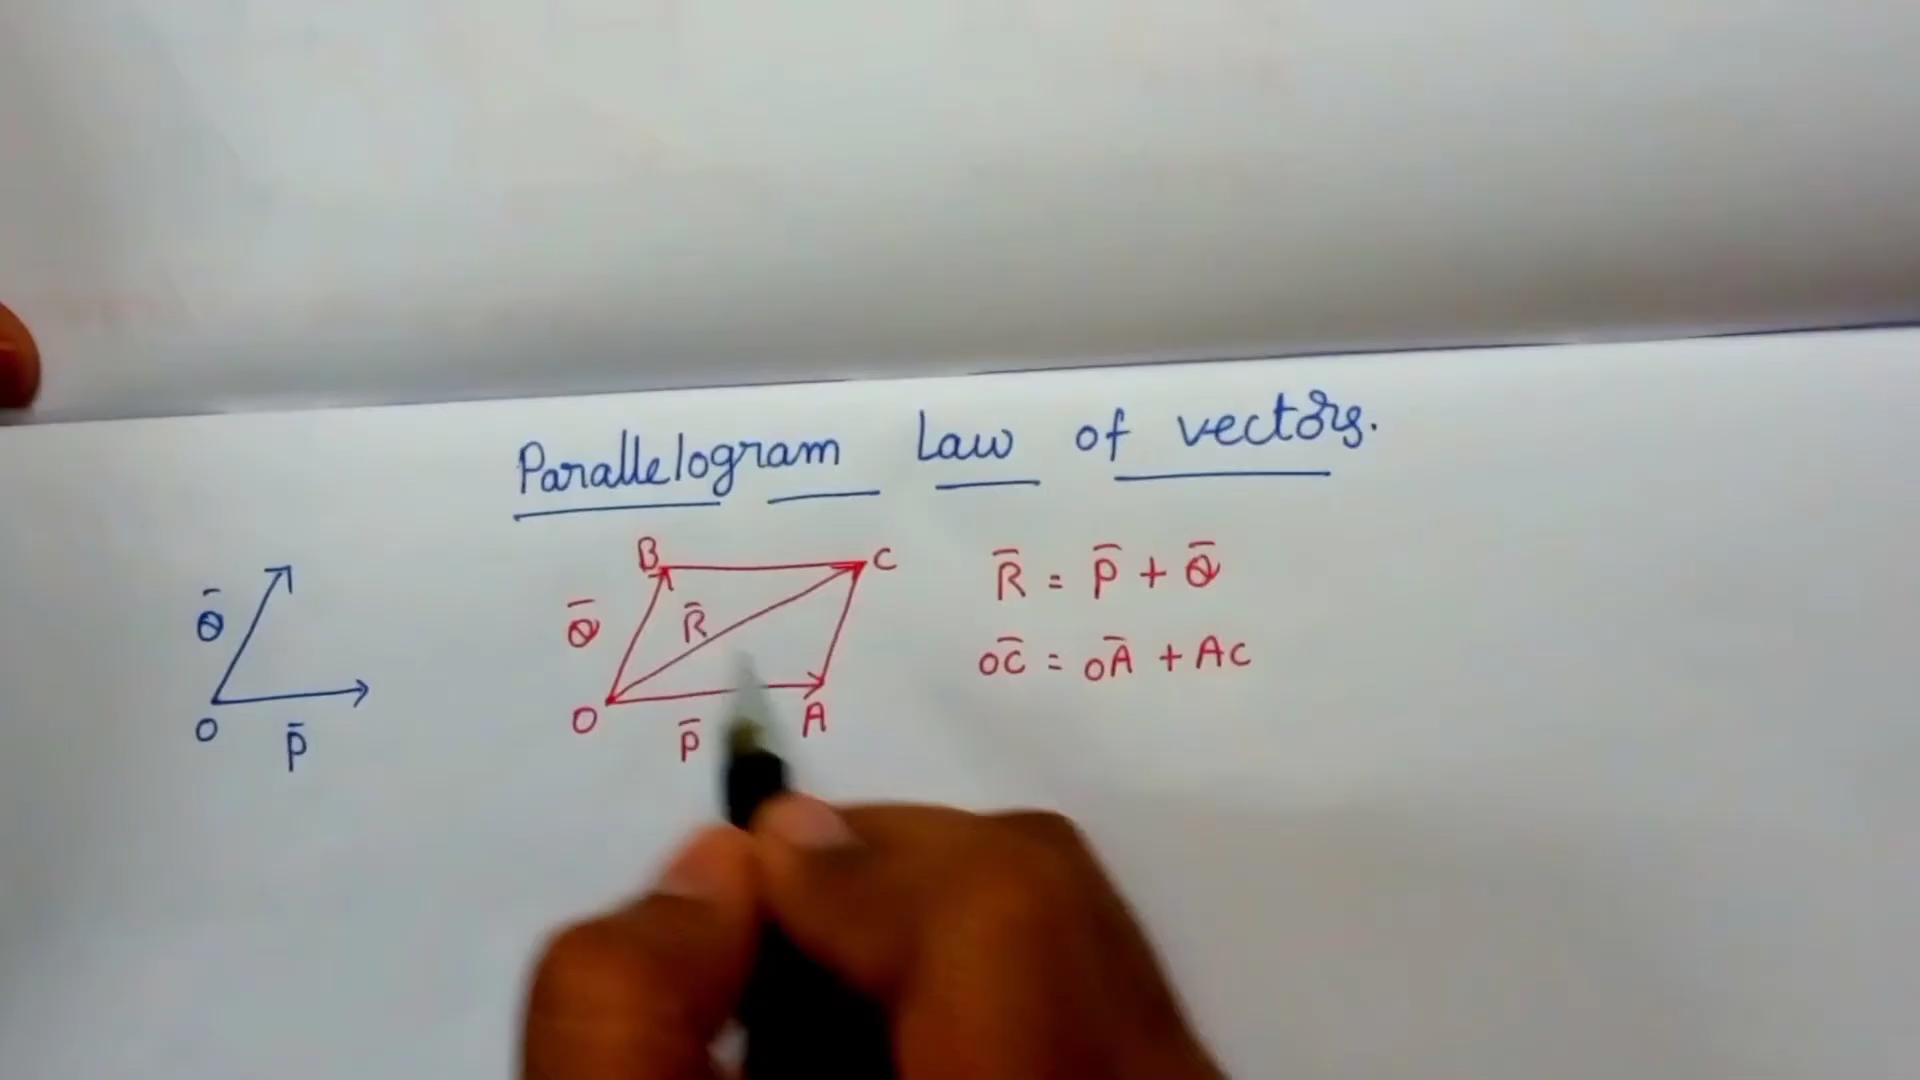 Parallelogram Law of vectors.
Q̄
O
P̄
B
C
Q̄
R̄
O
P̄
A
R̄ = P̄ + Q̄
OC̄ = OĀ + AC